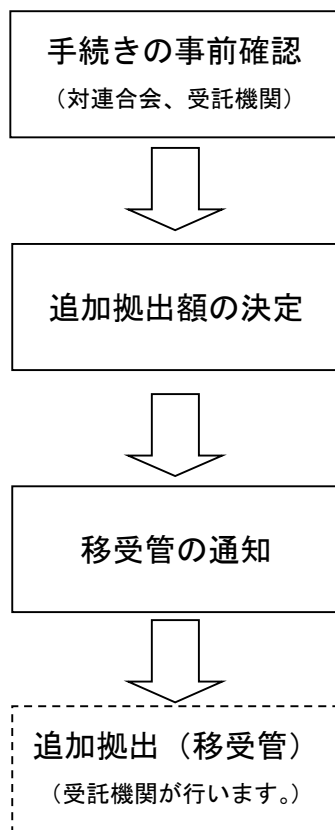 手続きの事前確認
（対連合会、受託機関）
追加拠出額の決定
移受管の通知
追加拠出（移受管）
（受託機関が行います。）